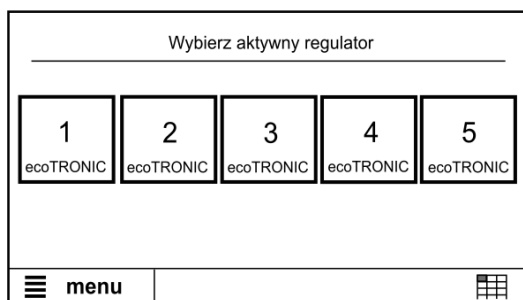 Wybierz aktywny regulator
1 2 3 4 5
ecoTRONIC ecoTRONIC ecoTRONIC ecoTRONIC ecoTRONIC
menu